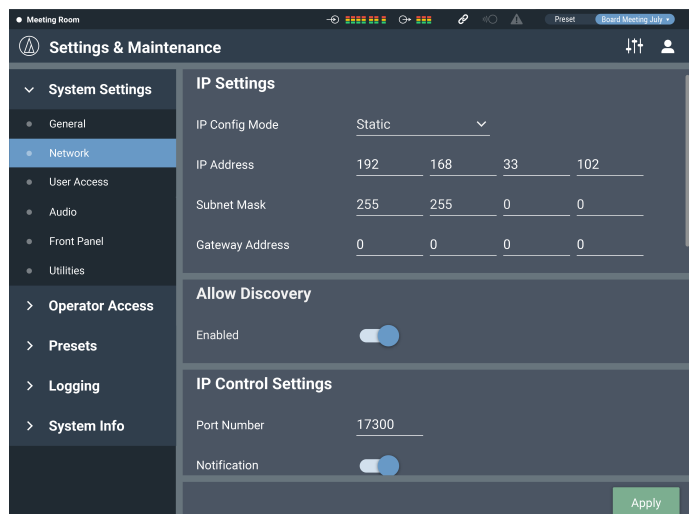 Meeting Room
Preset Board Meeting July
Settings & Maintenance
System Settings
General
Network
User Access
Audio
Front Panel
Utilities
Operator Access
Presets
Logging
System Info
IP Settings
IP Config Mode Static
IP Address 192 168 33 102
Subnet Mask 255 255 0 0
Gateway Address 0 0 0 0
Allow Discovery
Enabled
IP Control Settings
Port Number 17300
Notification
Apply